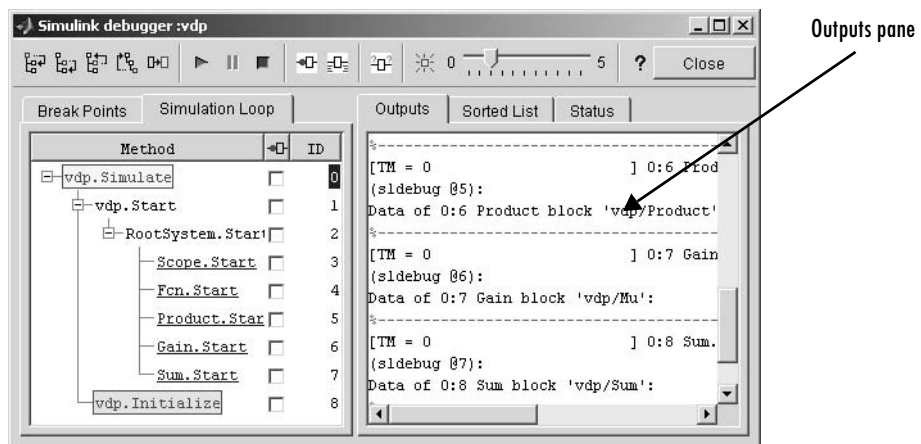 Simulink debugger :vdp
Outputs pane
0
5
?
Close
Break Points
Simulation Loop
Method
ID
vdp.Simulate
0
vdp.Start
1
RootSystem.Start
2
Scope.Start
3
Fcn.Start
4
Product.Star
5
Gain.Start
6
Sum.Start
7
vdp.Initialize
8
Outputs
Sorted List
Status
%----------------------------------------
[TM = 0 ] 0:6 Prod
(sldebug @5):
Data of 0:6 Product block 'vdp/Product'
%----------------------------------------
[TM = 0 ] 0:7 Gain
(sldebug @6):
Data of 0:7 Gain block 'vdp/Mu':
%----------------------------------------
[TM = 0 ] 0:8 Sum.
(sldebug @7):
Data of 0:8 Sum block 'vdp/Sum':